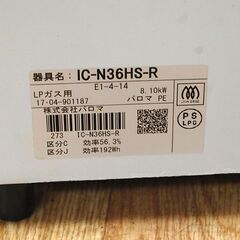 器具名： IC-N36HS-R
E1-4-14
LPガス用 8.10kW
17・04-901187 パロマ PE
株式会社パロマ
273 IC-N36HS-R
区分C 効率56.3%
区分J 効率192Wh
PS
LPG